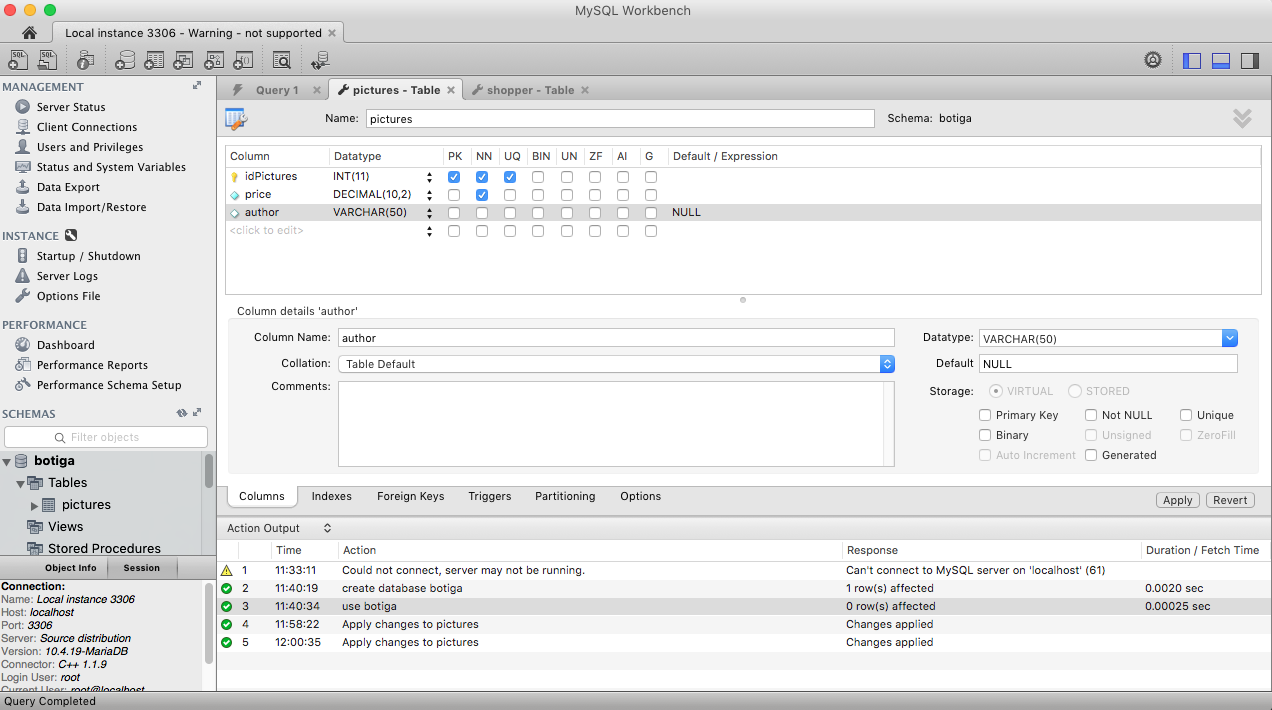 MySQL Workbench
Local instance 3306 - Warning - not supported
MANAGEMENT
Server Status
Client Connections
Users and Privileges
Status and System Variables
Data Export
Data Import/Restore
INSTANCE
Startup / Shutdown
Server Logs
Options File
PERFORMANCE
Dashboard
Performance Reports
Performance Schema Setup
SCHEMAS
Filter objects
botiga
Tables
pictures
Views
Stored Procedures
Object Info Session
Connection:
Name: Local instance 3306
Host: localhost
Port: 3306
Server: Source distribution
Version: 10.4.19-MariaDB
Connector: C++ 1.1.9
Login User: root
Current User: root@localhost
Query 1 pictures - Table shopper - Table
Name: pictures Schema: botiga
Column Datatype PK NN UQ BIN UN ZF AI G Default / Expression
idPictures INT(11)
price DECIMAL(10,2)
author VARCHAR(50) NULL
<click to edit>
Column details 'author'
Column Name: author Datatype: VARCHAR(50)
Collation: Table Default Default NULL
Comments: Storage: VIRTUAL STORED
Primary Key Not NULL Unique
Binary Unsigned ZeroFill
Auto Increment Generated
Columns Indexes Foreign Keys Triggers Partitioning Options Apply Revert
Action Output
Time Action Response Duration / Fetch Time
1 11:33:11 Could not connect, server may not be running. Can't connect to MySQL server on 'localhost' (61)
2 11:40:19 create database botiga 1 row(s) affected 0.0020 sec
3 11:40:34 use botiga 0 row(s) affected 0.00025 sec
4 11:58:22 Apply changes to pictures Changes applied
5 12:00:35 Apply changes to pictures Changes applied
Query Completed